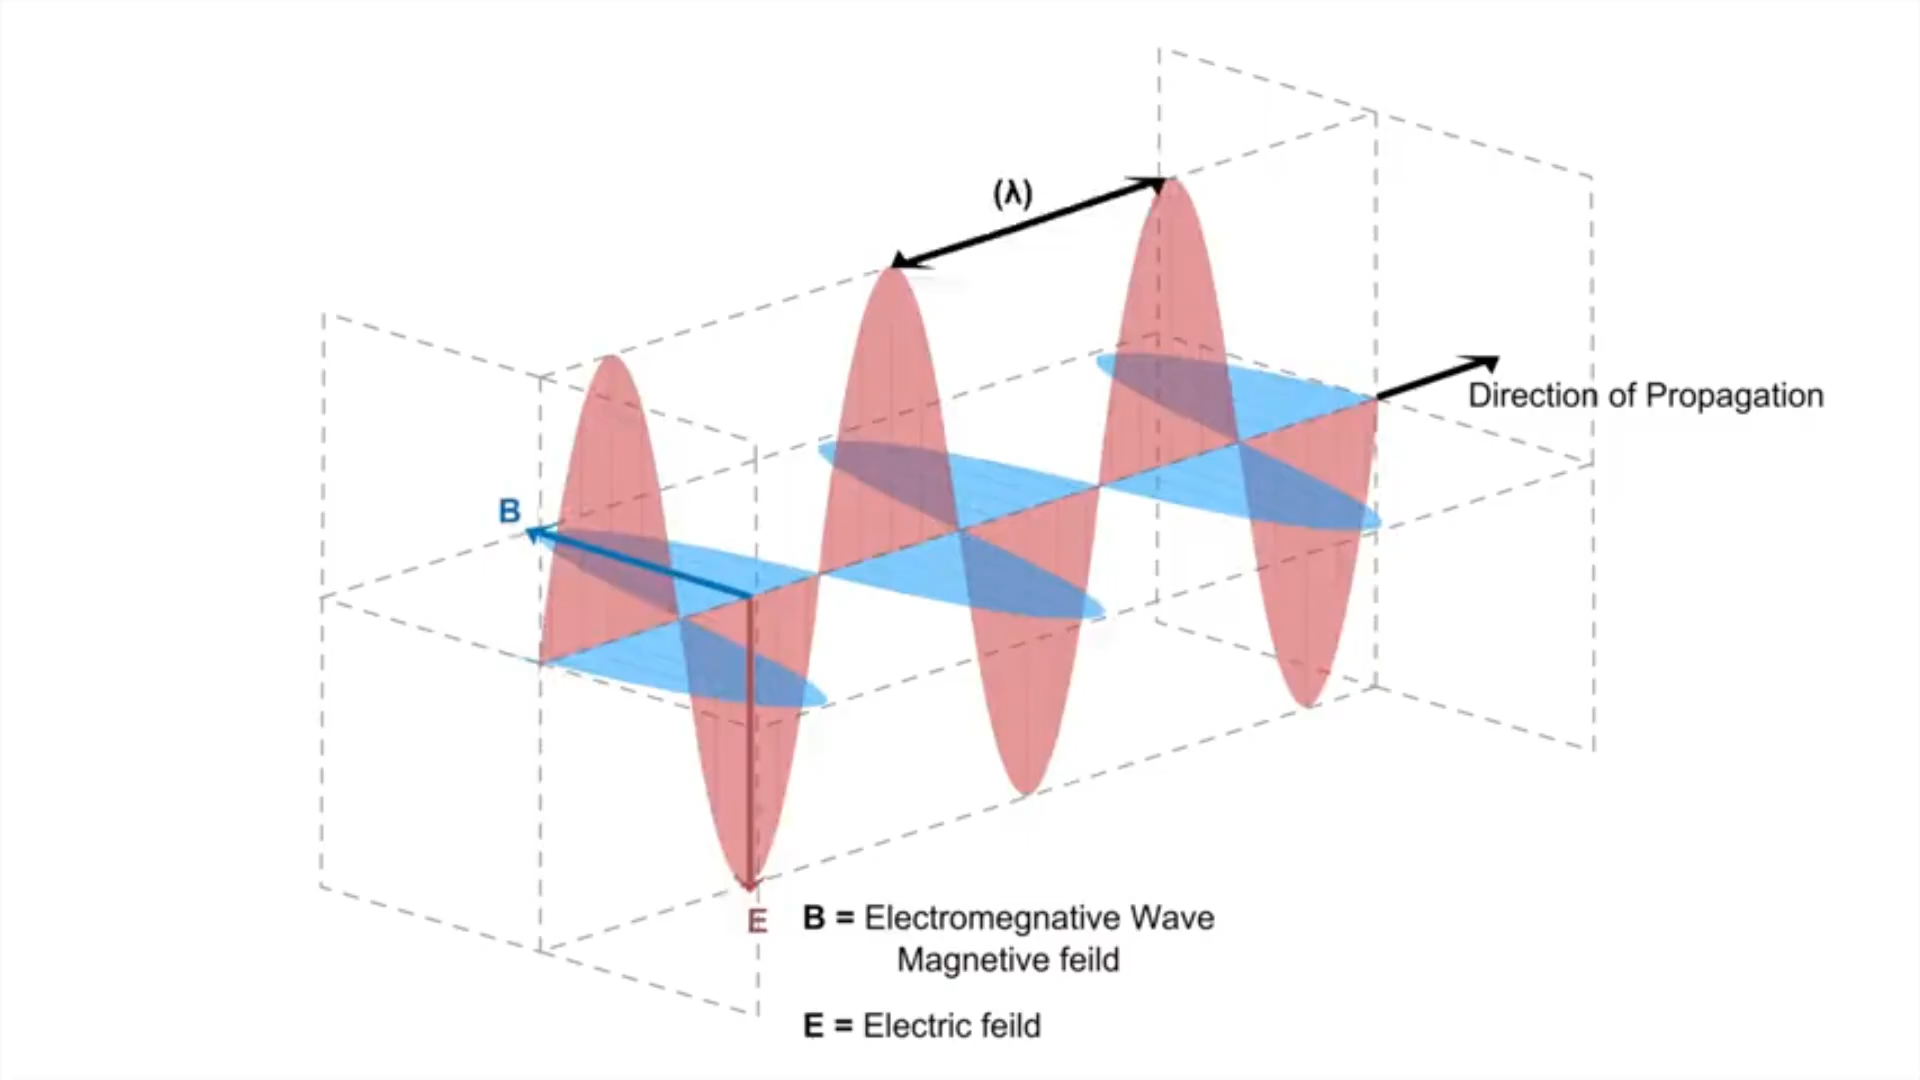 (λ)
Direction of Propagation
B
E
B = Electromegnative Wave
Magnetive feild
E = Electric feild